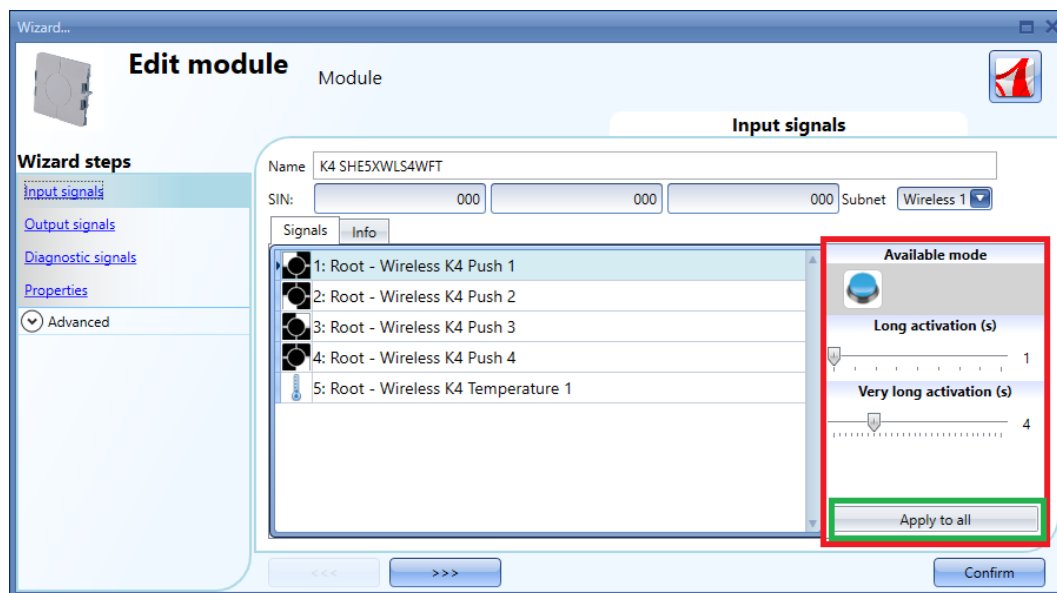 Wizard...
Edit module
Module
Input signals
Wizard steps
Input signals
Output signals
Diagnostic signals
Properties
Advanced
Name K4 SHE5XWLS4WFT
SIN: 000 000 000 Subnet Wireless 1
Signals Info
1: Root - Wireless K4 Push 1
2: Root - Wireless K4 Push 2
3: Root - Wireless K4 Push 3
4: Root - Wireless K4 Push 4
5: Root - Wireless K4 Temperature 1
Available mode
Long activation (s)
1
Very long activation (s)
4
Apply to all
<<< >>> Confirm